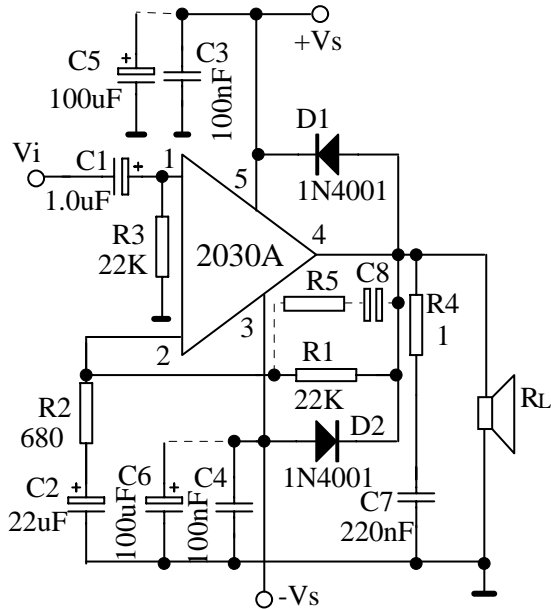 +Vs
C5
100uF
C3
100nF
D1
1N4001
Vi
C1
1.0uF
1
5
4
R3
22K
2030A
R5
C8
R4
1
2
3
R1
22K
RL
R2
680
D2
1N4001
C2
22uF
C6
100uF
C4
100nF
C7
220nF
-Vs
+
+
+
+